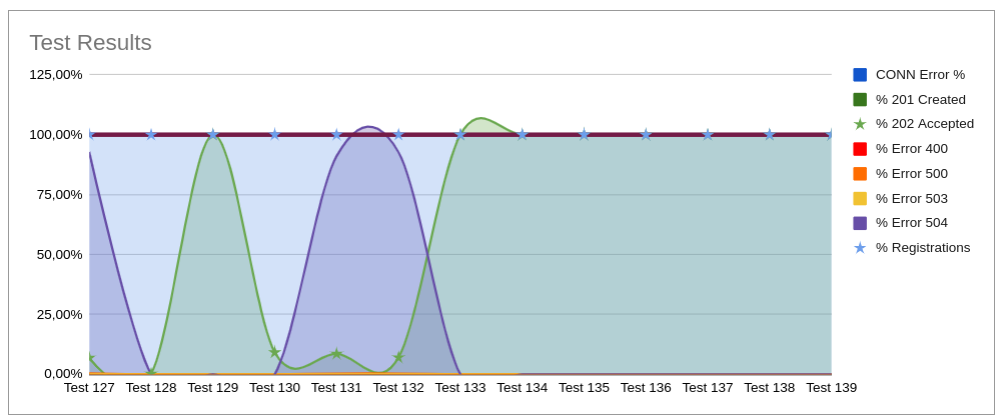 Test Results
125,00%
100,00%
75,00%
50,00%
25,00%
0,00%
Test 127 Test 128 Test 129 Test 130 Test 131 Test 132 Test 133 Test 134 Test 135 Test 136 Test 137 Test 138 Test 139
CONN Error %
% 201 Created
% 202 Accepted
% Error 400
% Error 500
% Error 503
% Error 504
% Registrations